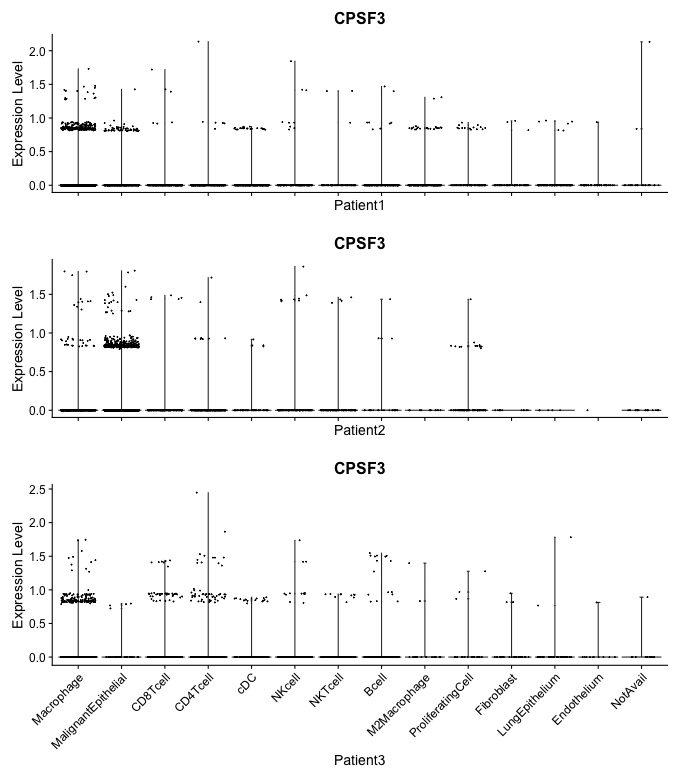 CPSF3
Expression Level
2.0
1.5
1.0
0.5
0.0
Patient1
CPSF3
Expression Level
1.5
1.0
0.5
0.0
Patient2
CPSF3
Expression Level
2.5
2.0
1.5
1.0
0.5
0.0
Macrophage
MalignantEpithelial
CD8Tcell
CD4Tcell
cDC
NKcell
NKTcell
Bcell
M2Macrophage
ProliferatingCell
Fibroblast
LungEpithelium
Endothelium
NotAvail
Patient3